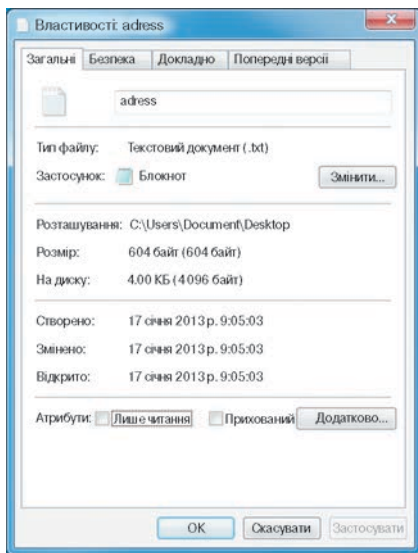 Властивості: adress
Загальні Безпека Докладно Попередні версії
adress
Тип файлу: Текстовий документ (.txt)
Застосунок: Блокнот Змінити...
Розташування: C:\Users\Document\Desktop
Розмір: 604 байт (604 байт)
На диску: 4.00 КБ (4 096 байт)
Створено: 17 січня 2013 р. 9:05:03
Змінено: 17 січня 2013 р. 9:05:03
Відкрито: 17 січня 2013 р. 9:05:03
Атрибути: Лише читання Прихований Додатково...
ОК Скасувати Застосувати